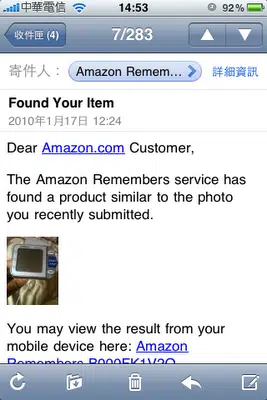 中華電信 14:53 92%
收件匣 (4) 7/283
寄件人： Amazon Remem... 詳細資訊
Found Your Item
2010年1月17日 12:24
Dear Amazon.com Customer,
The Amazon Remembers service has
found a product similar to the photo
you recently submitted.
You may view the result from your
mobile device here: Amazon
Remembers B000FK1V2O